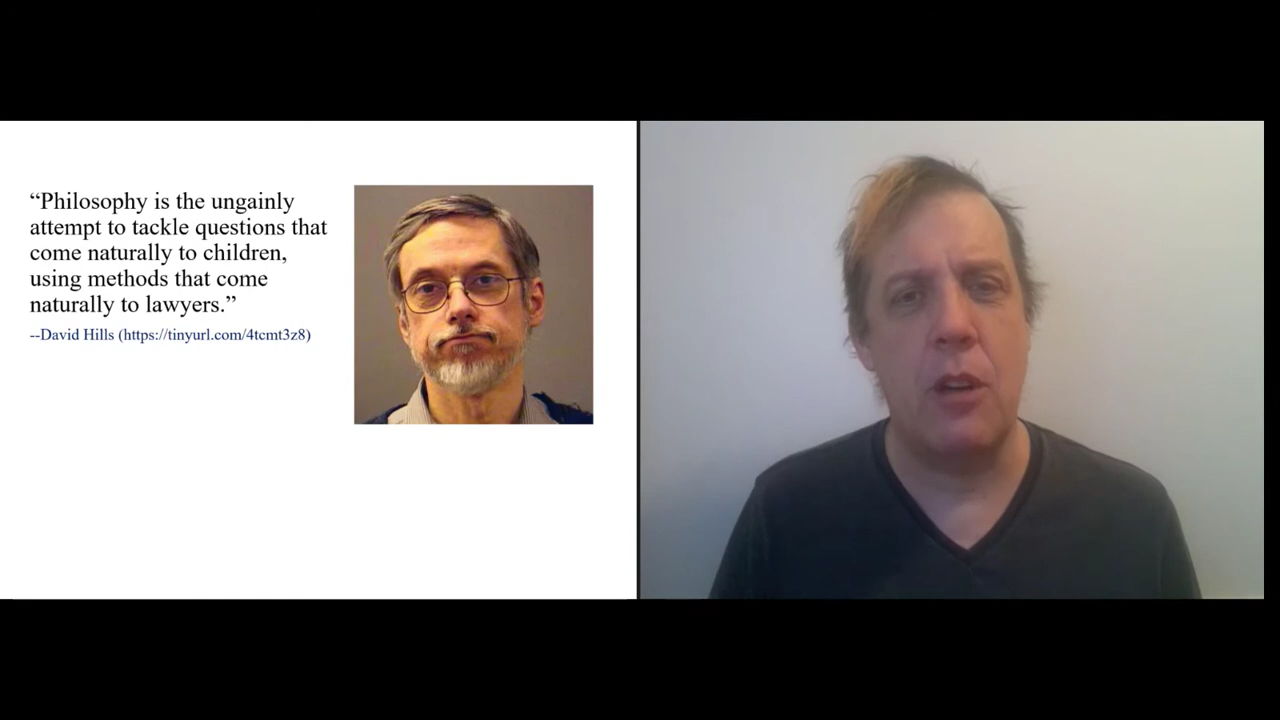 “Philosophy is the ungainly
attempt to tackle questions that
come naturally to children,
using methods that come
naturally to lawyers.”
--David Hills (https://tinyurl.com/4tcmt3z8)